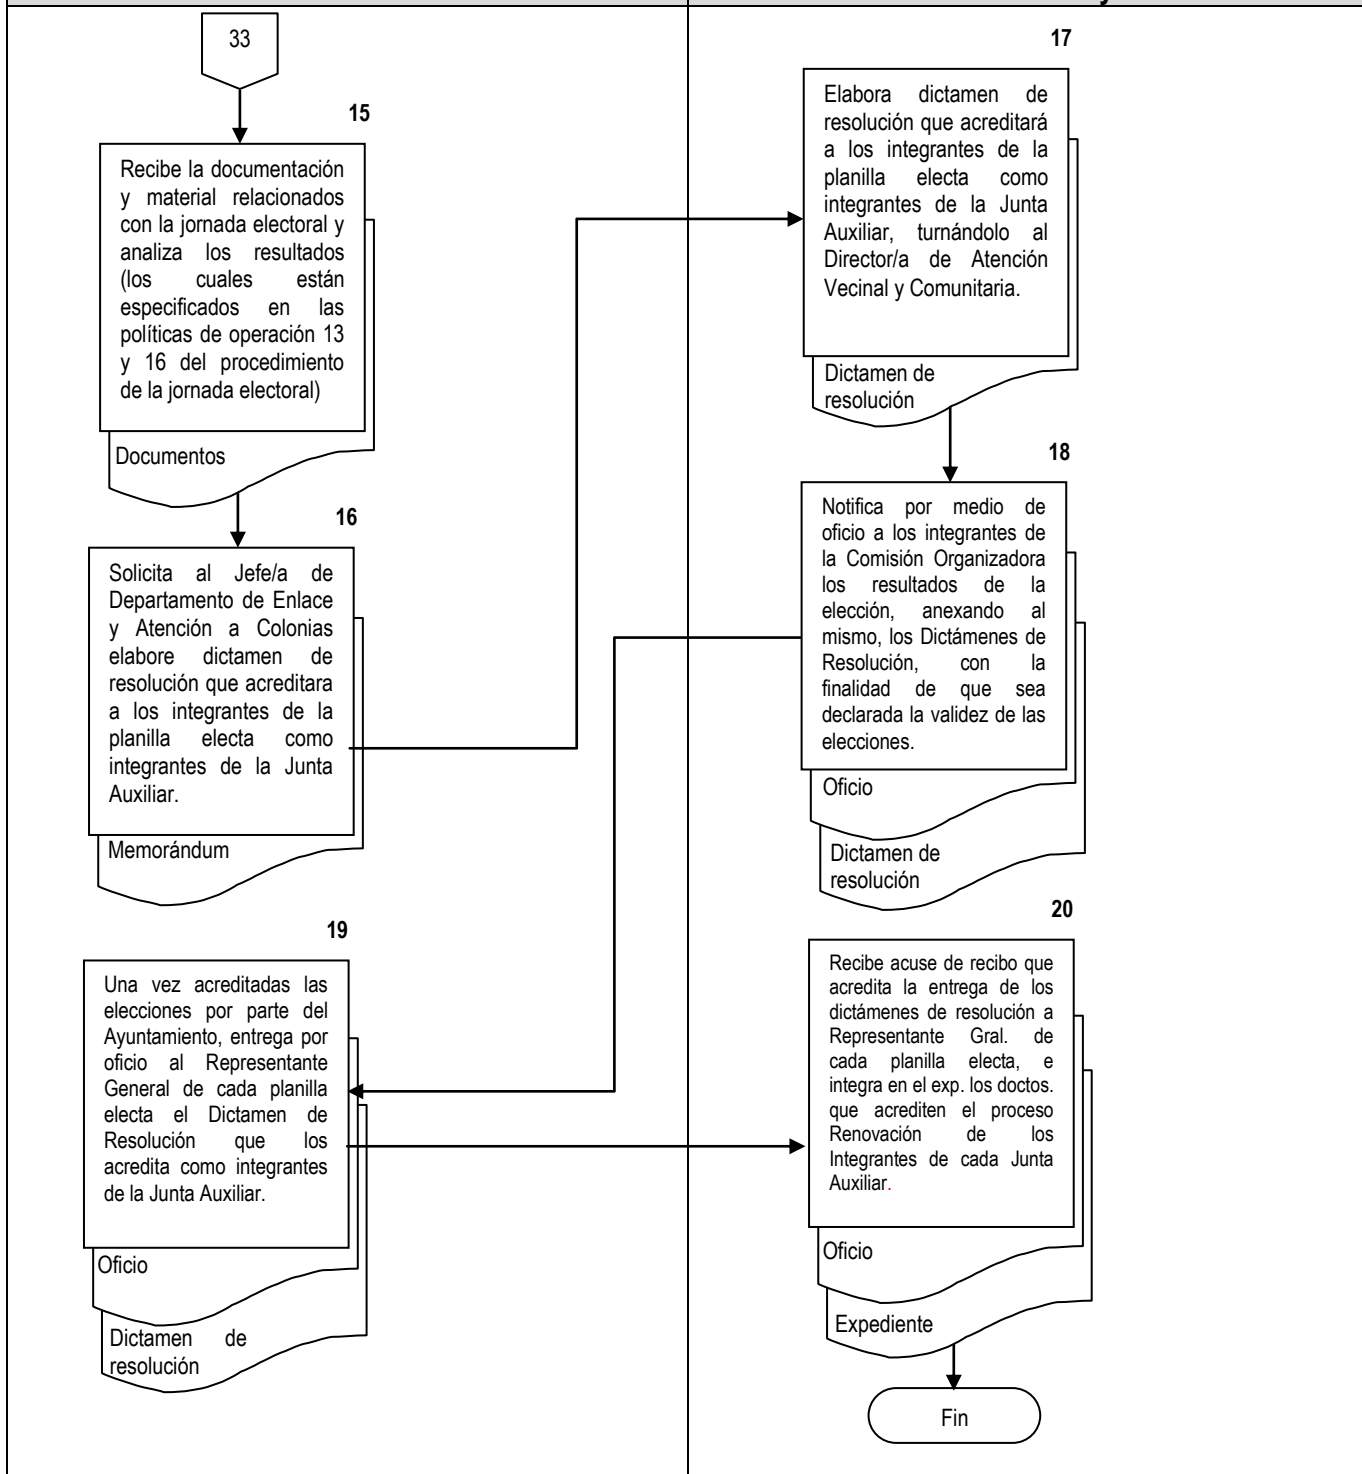 33
15
Recibe la documentación
y material relacionados
con la jornada electoral y
analiza los resultados
(los cuales están
especificados en las
políticas de operación 13
y 16 del procedimiento
de la jornada electoral)
Documentos
16
Solicita al Jefe/a de
Departamento de Enlace
y Atención a Colonias
elabore dictamen de
resolución que acreditara
a los integrantes de la
planilla electa como
integrantes de la Junta
Auxiliar.
Memorándum
17
Elabora dictamen de
resolución que acreditará
a los integrantes de la
planilla electa como
integrantes de la Junta
Auxiliar, turnándolo al
Director/a de Atención
Vecinal y Comunitaria.
Dictamen de
resolución
18
Notifica por medio de
oficio a los integrantes de
la Comisión Organizadora
los resultados de la
elección, anexando al
mismo, los Dictámenes de
Resolución, con la
finalidad de que sea
declarada la validez de las
elecciones.
Oficio
Dictamen de
resolución
19
Una vez acreditadas las
elecciones por parte del
Ayuntamiento, entrega por
oficio al Representante
General de cada planilla
electa el Dictamen de
Resolución que los
acredita como integrantes
de la Junta Auxiliar.
Oficio
Dictamen de
resolución
20
Recibe acuse de recibo que
acredita la entrega de los
dictámenes de resolución a
Representante Gral. de
cada planilla electa, e
integra en el exp. los doctos.
que acrediten el proceso
Renovación de los
Integrantes de cada Junta
Auxiliar.
Oficio
Expediente
Fin